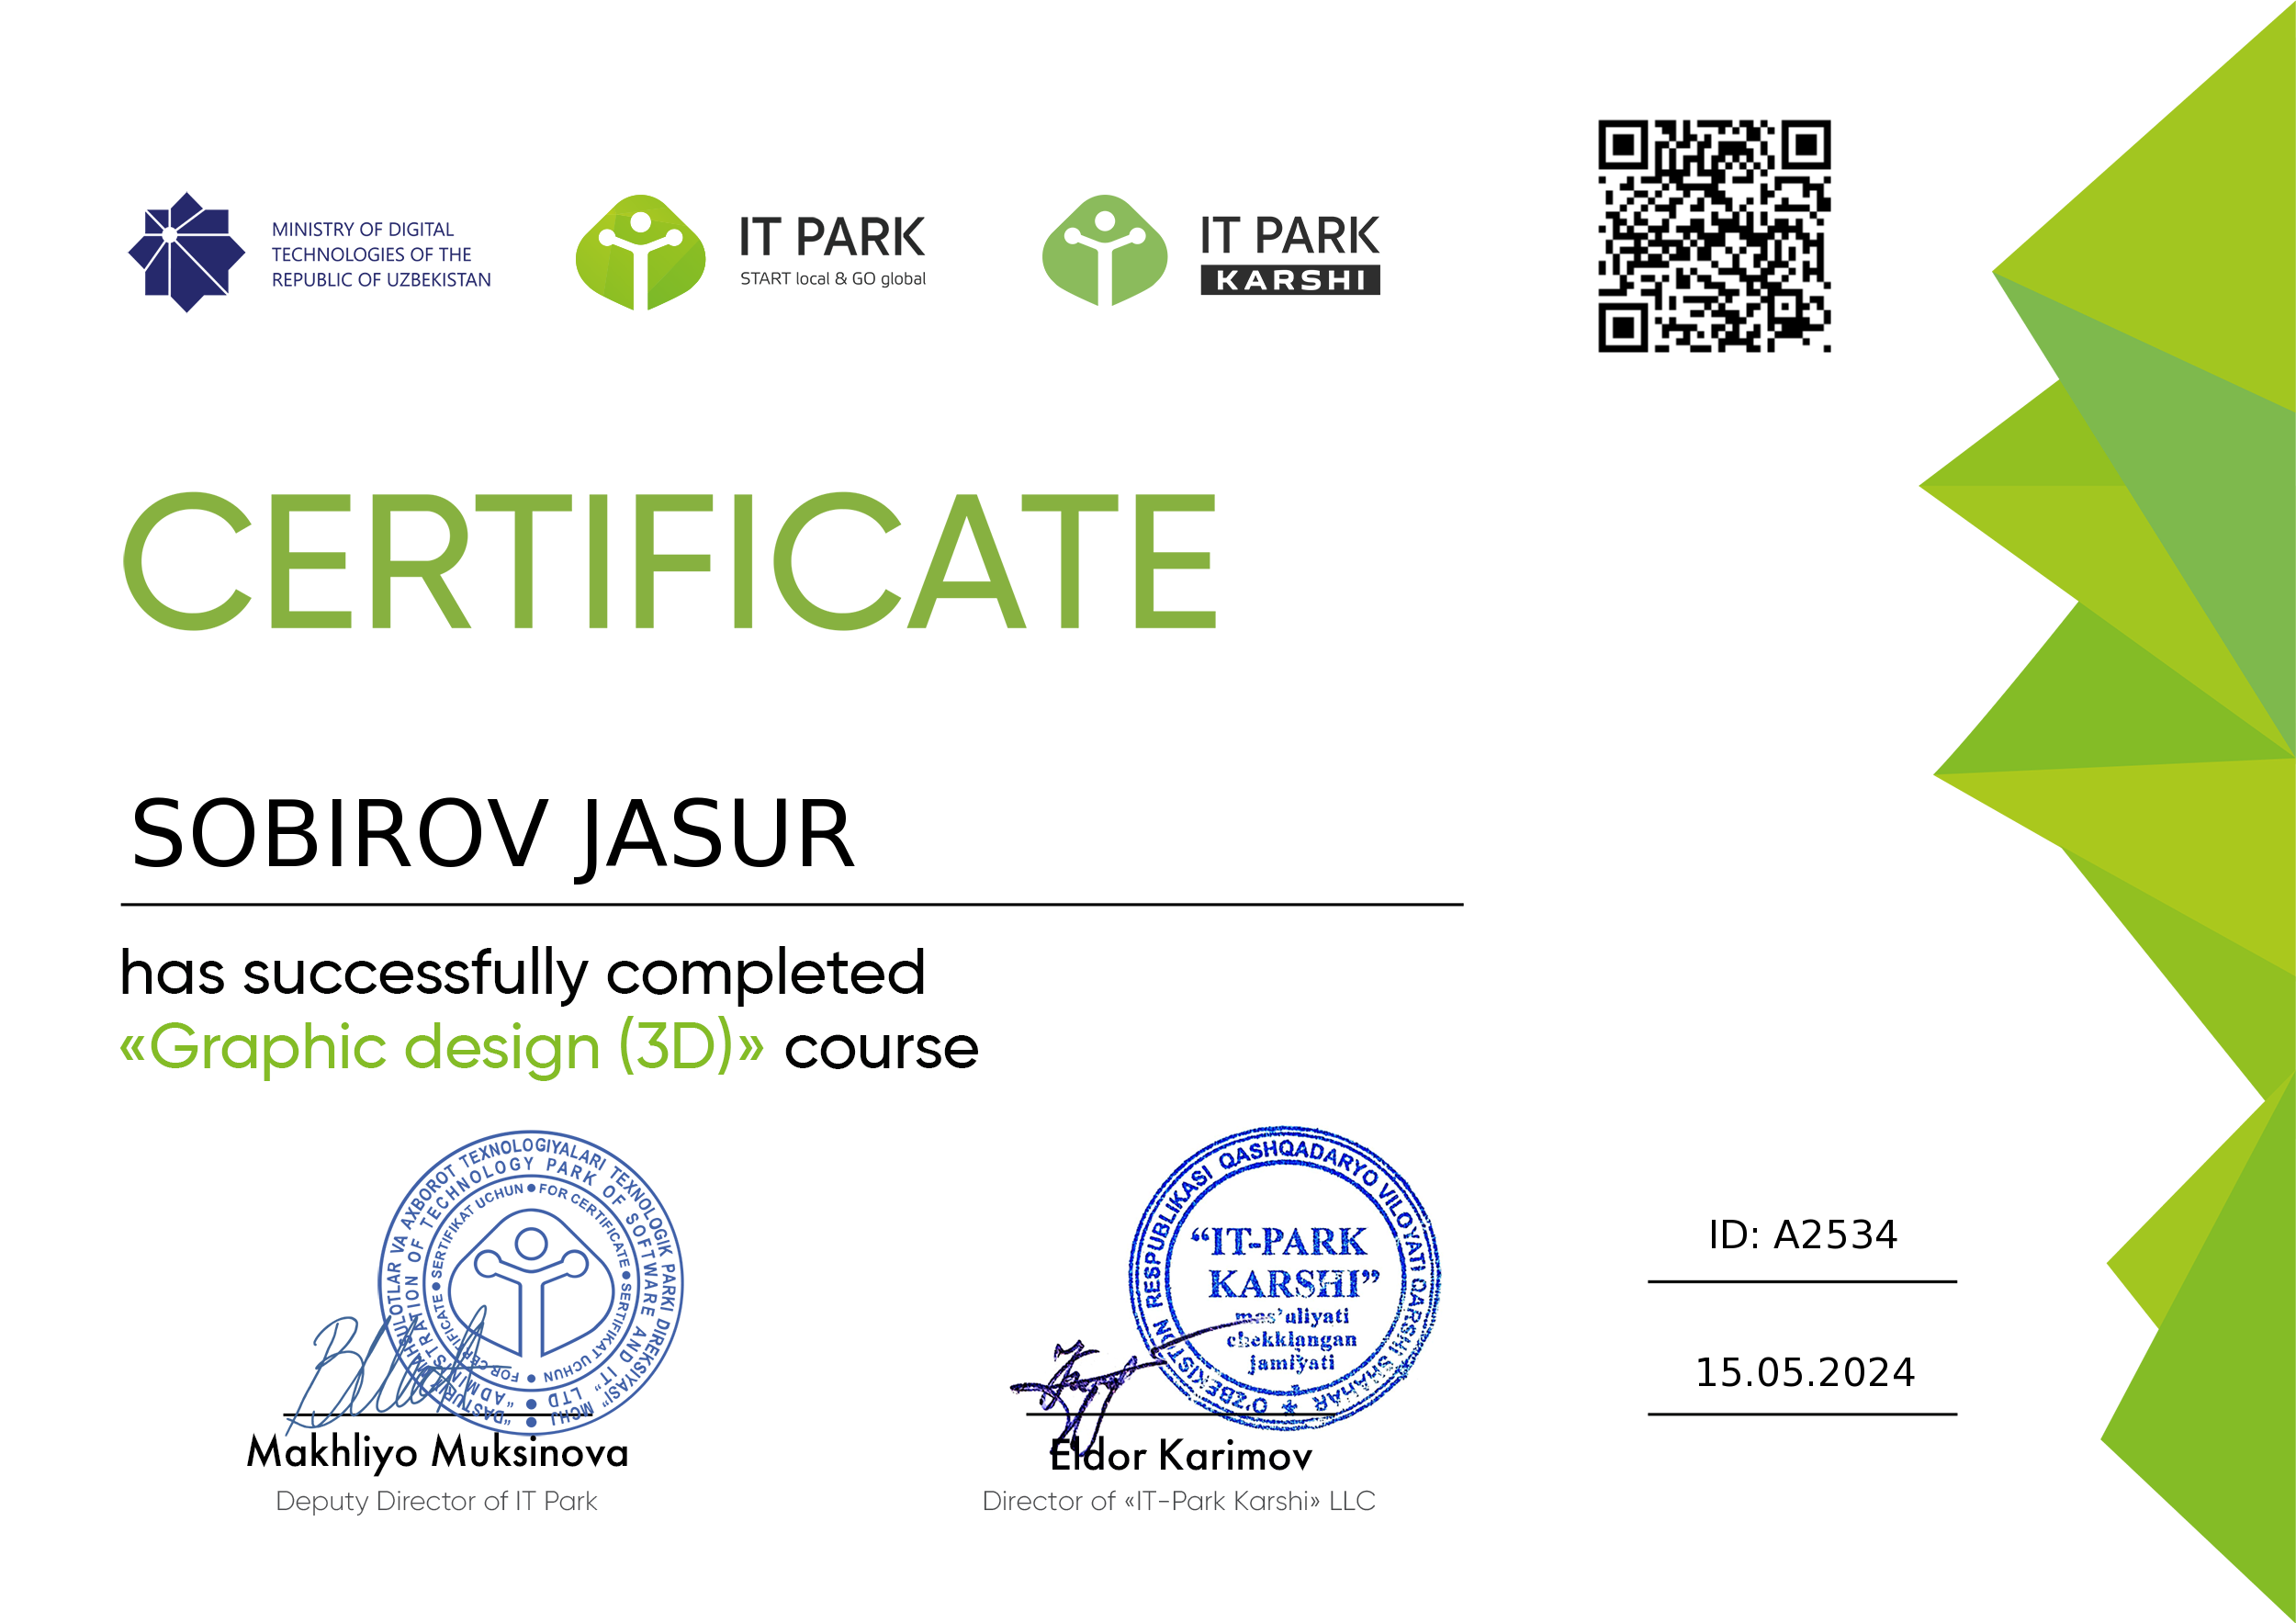 MINISTRY OF DIGITAL
TECHNOLOGIES OF THE
REPUBLIC OF UZBEKISTAN
IT PARK
START local & GO global
IT PARK
KARSHI
CERTIFICATE
SOBIROV JASUR
has successfully completed
«Graphic design (3D)» course
"DASTURIY MAHSULOTLAR VA AXBOROT TEXNOLOGIYALARI TEXNOLOGIK PARKI DIREKSIYASI" MCHJ
"ADMINISTRATION OF TECHNOLOGY PARK OF SOFTWARE AND IT" LTD
SERTIFIKAT UCHUN • FOR CERTIFICATE • SERTIFIKAT UCHUN • FOR CERTIFICATE
O'ZBEKISTON RESPUBLIKASI QASHQADARYO VILOYATI QARSHI SHAHAR
“IT-PARK
KARSHI”
mas’uliyati
chekklangan
jamiyati
ID: A2534
15.05.2024
Makhliyo Muksinova
Deputy Director of IT Park
Eldor Karimov
Director of «IT-Park Karshi» LLC